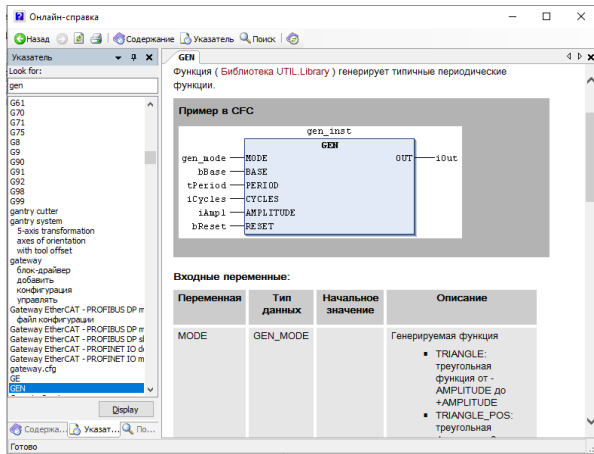 Онлайн-справка
Назад Содержание Указатель Поиск
Указатель
Look for:
gen
G61
G70
G71
G75
G8
G9
G90
G91
G92
G98
G99
gantry cutter
gantry system
5-axis transformation
axes of orientation
with tool offset
gateway
блок-драйвер
добавить
конфигурация
управлять
Gateway EtherCAT - PROFIBUS DP m
файл конфигурации
Gateway EtherCAT - PROFIBUS DP m
Gateway EtherCAT - PROFIBUS DP sl
Gateway EtherCAT - PROFINET IO d
Gateway EtherCAT - PROFINET IO m
gateway.cfg
GE
GEN
Display
Содержа... Указат... По...
GEN
Функция ( Библиотека UTIL.Library ) генерирует типичные периодические
функции.
Пример в CFC
gen_inst
GEN
gen_mode MODE OUT iOut
bBase BASE
tPeriod PERIOD
iCycles CYCLES
iAmpl AMPLITUDE
bReset RESET
Входные переменные:
Переменная Тип данных Начальное значение Описание
MODE GEN_MODE Генерируемая функция
TRIANGLE:
треугольная
функция от -
AMPLITUDE до
+AMPLITUDE
TRIANGLE_POS:
треугольная
Готово